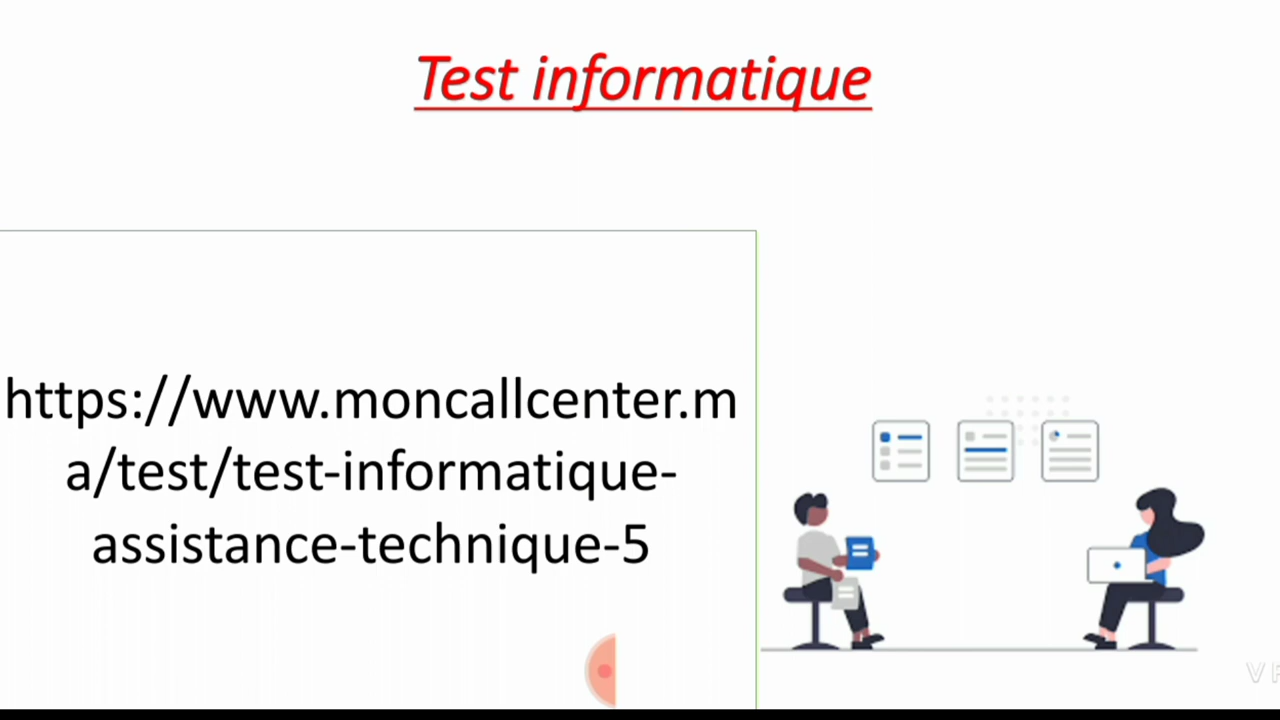 Test informatique
https://www.moncallcenter.m
a/test/test-informatique-
assistance-technique-5